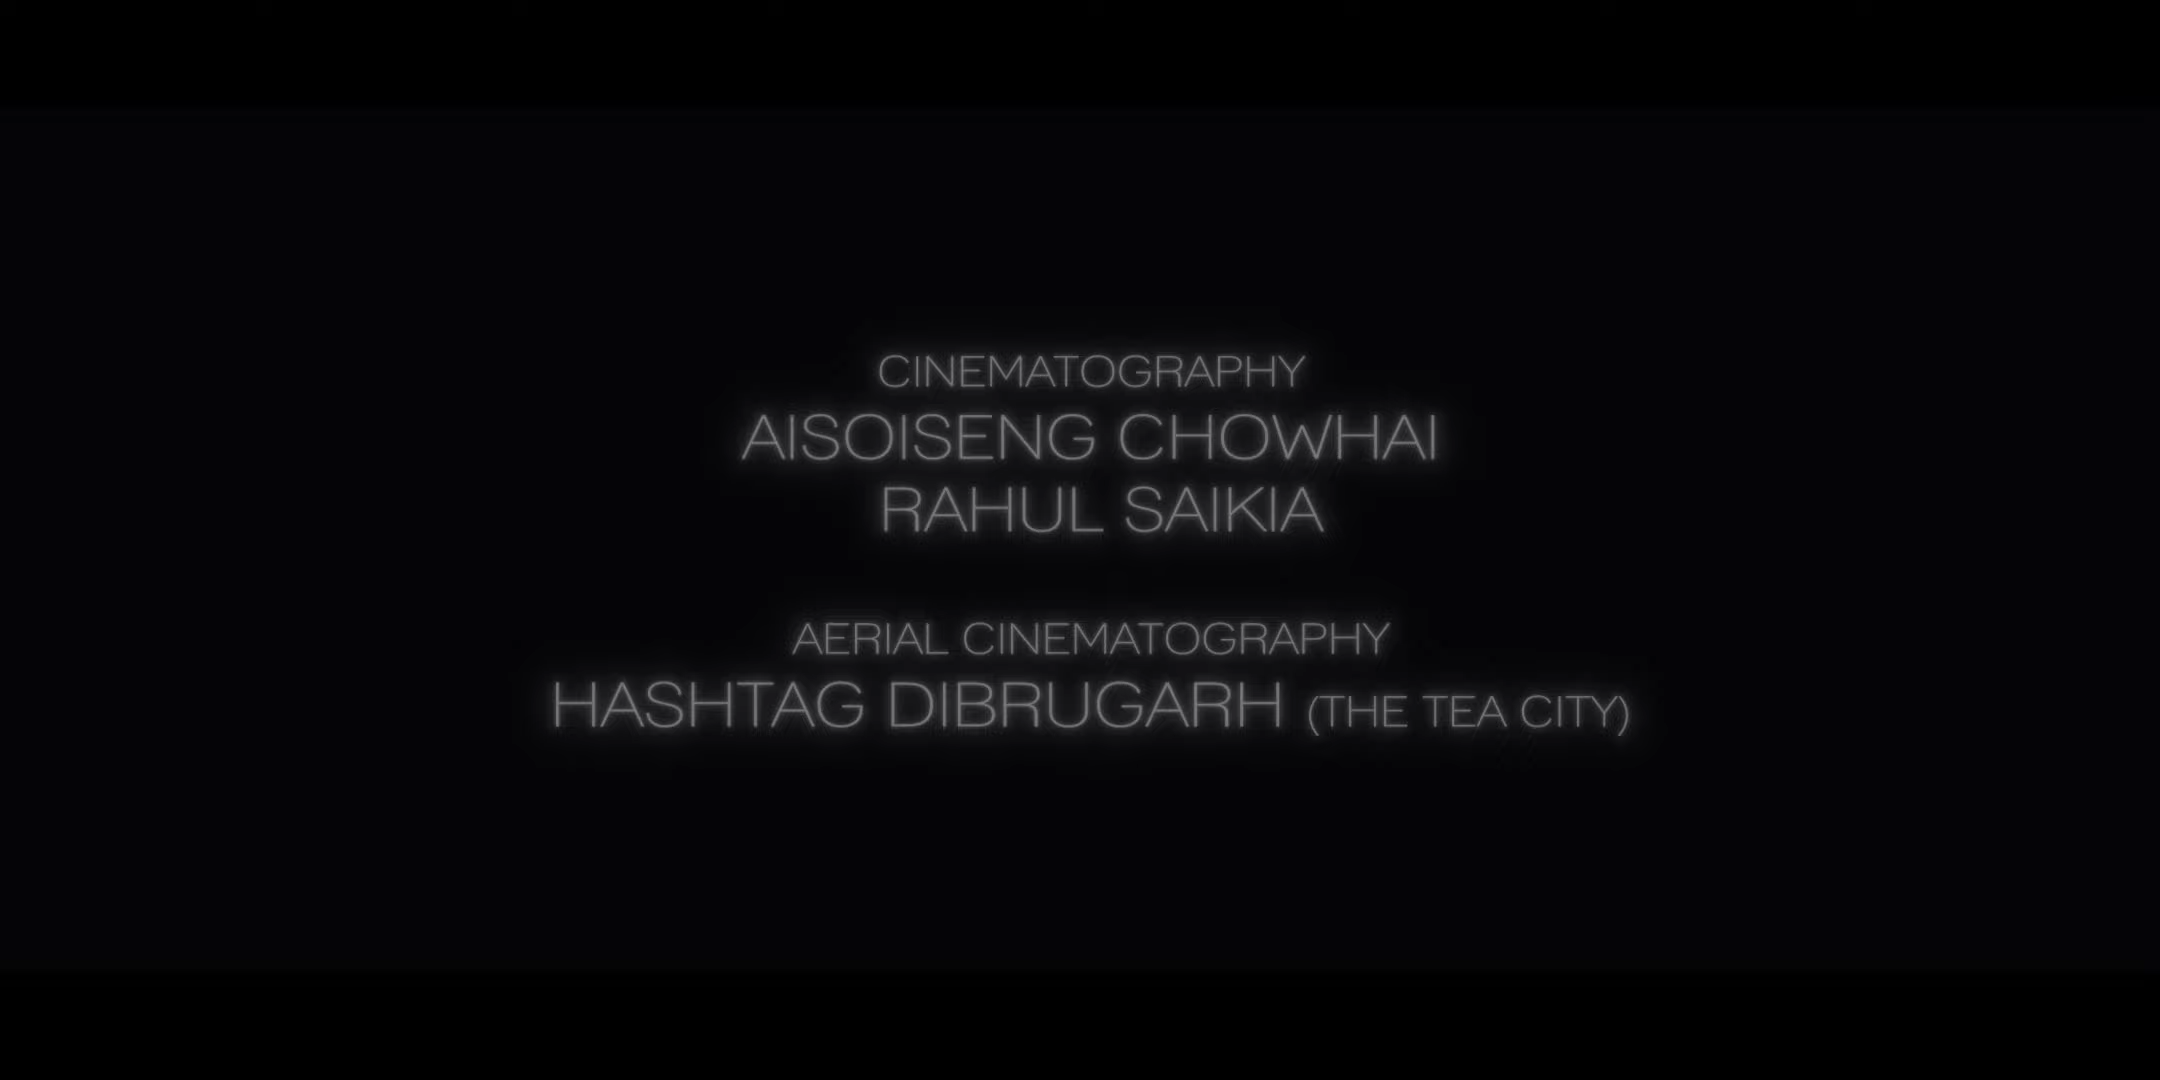 CINEMATOGRAPHY
AISOISENG CHOWHAI
RAHUL SAIKIA
AERIAL CINEMATOGRAPHY
HASHTAG DIBRUGARH (THE TEA CITY)